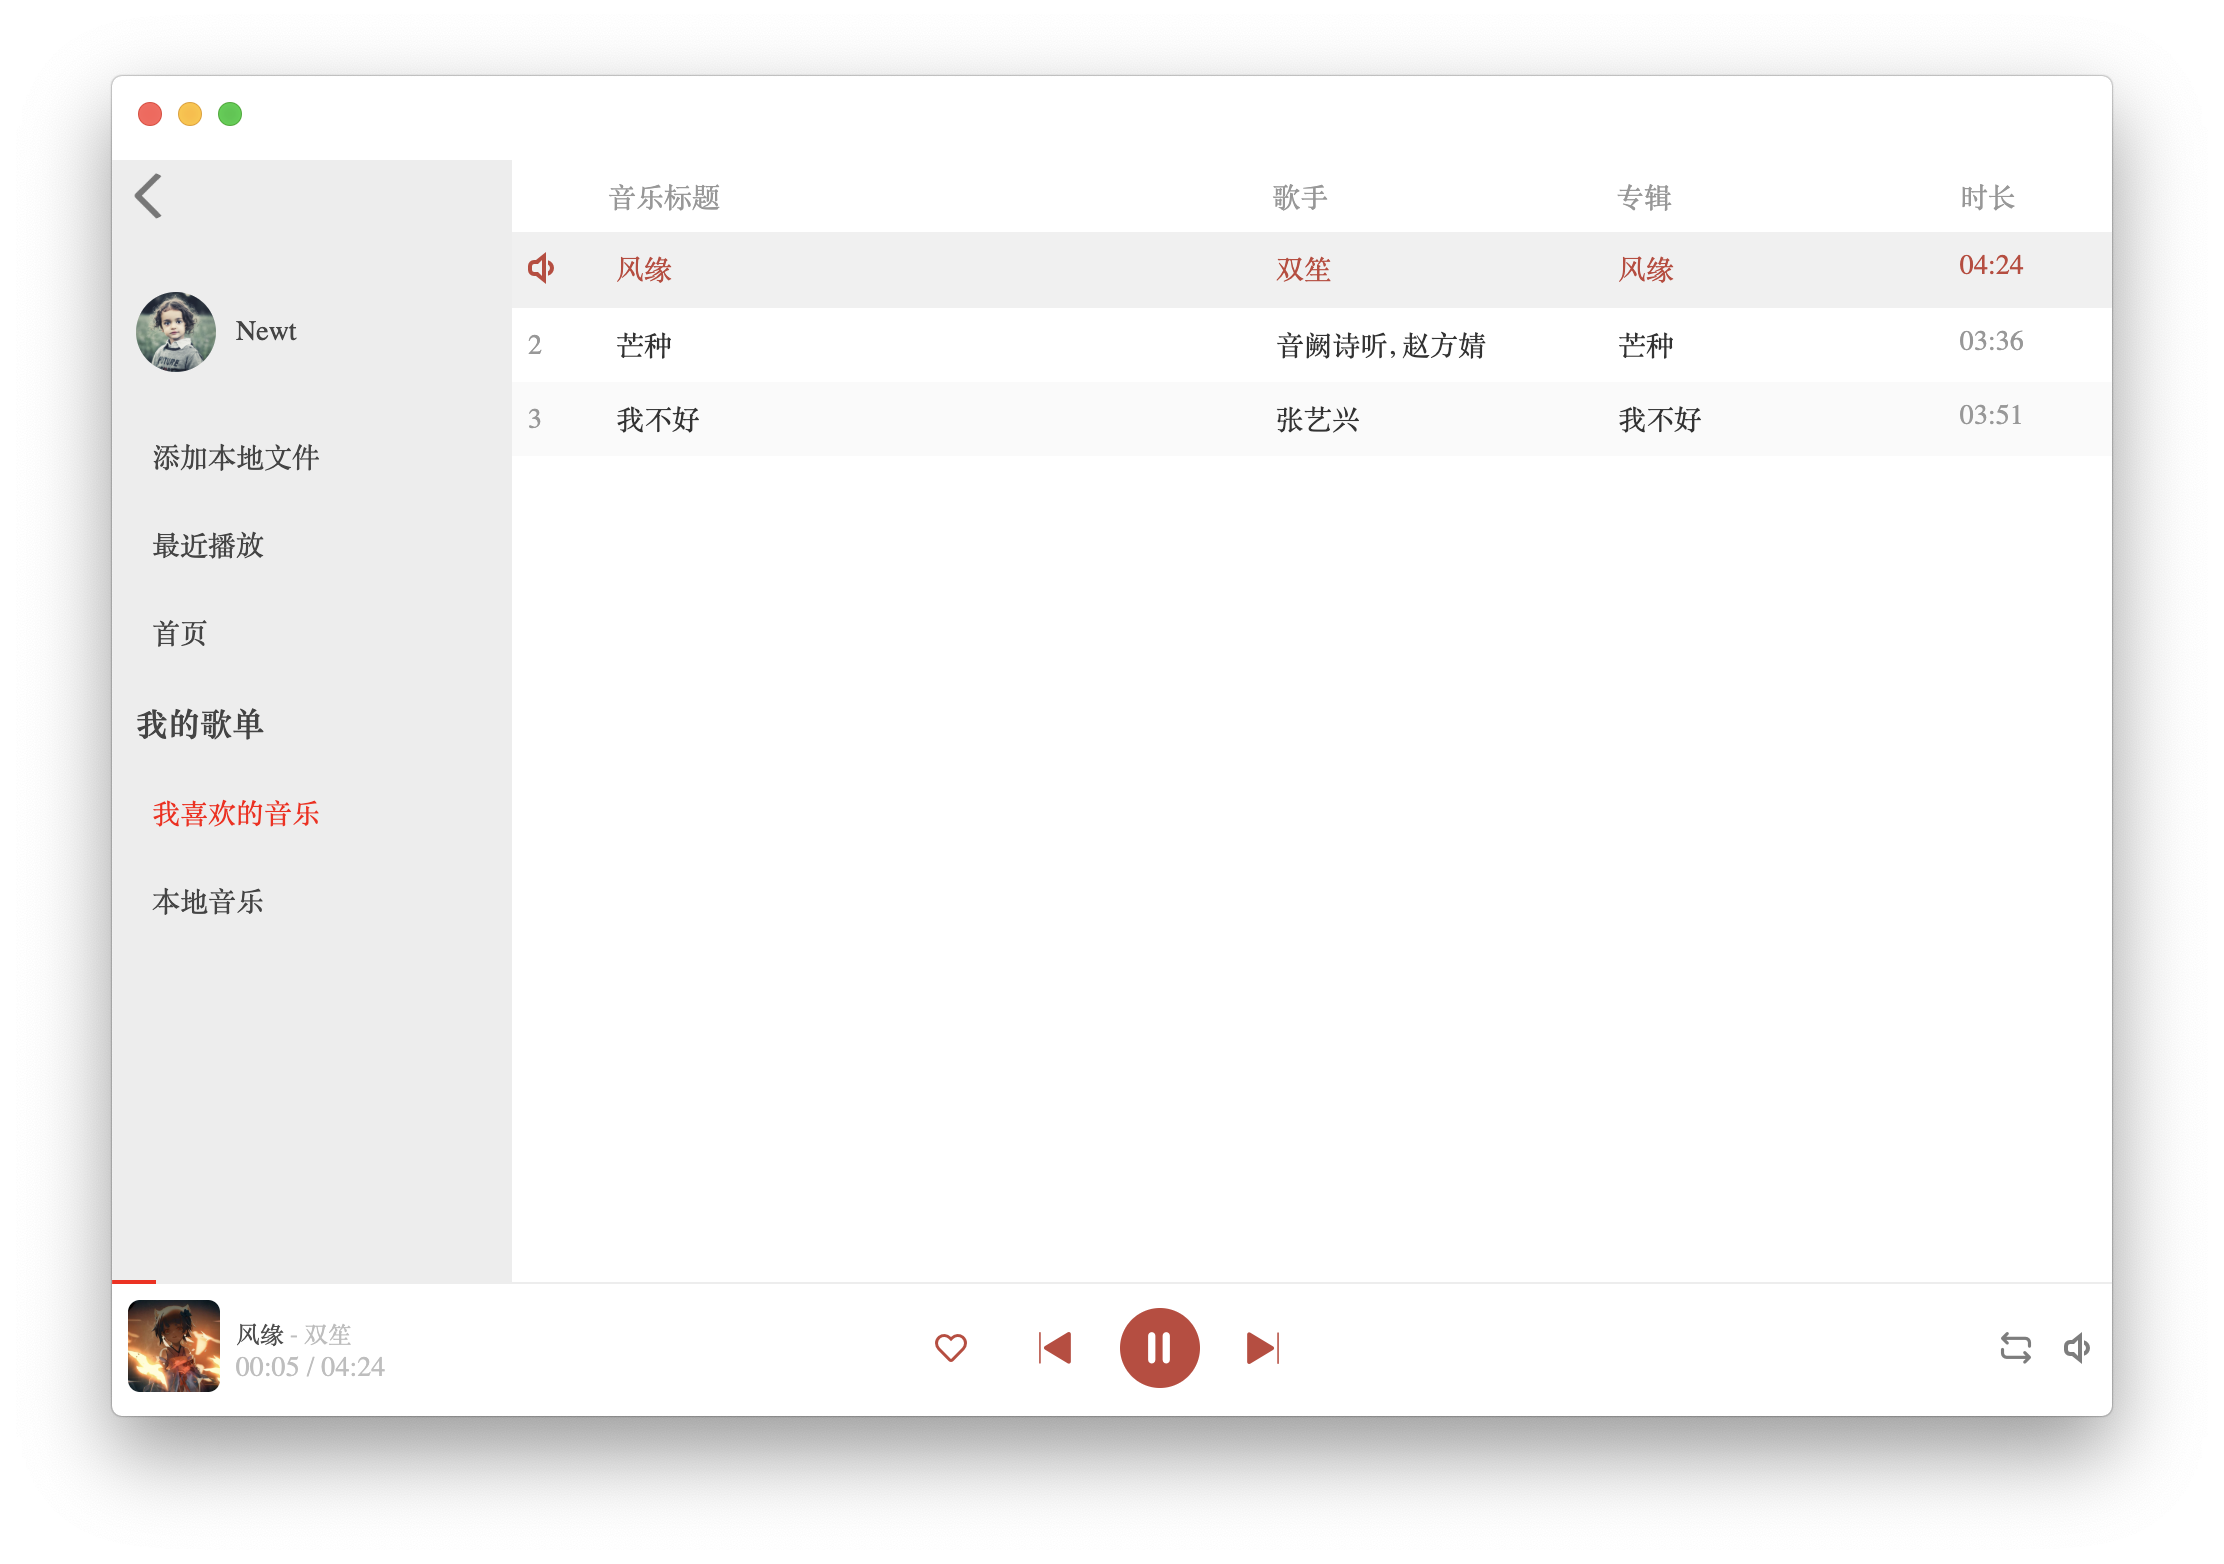 Newt
添加本地文件
最近播放
首页
我的歌单
我喜欢的音乐
本地音乐
音乐标题 歌手 专辑 时长
风缘 双笙 风缘 04:24
2 芒种 音阙诗听, 赵方婧 芒种 03:36
3 我不好 张艺兴 我不好 03:51
风缘 - 双笙
00:05 / 04:24